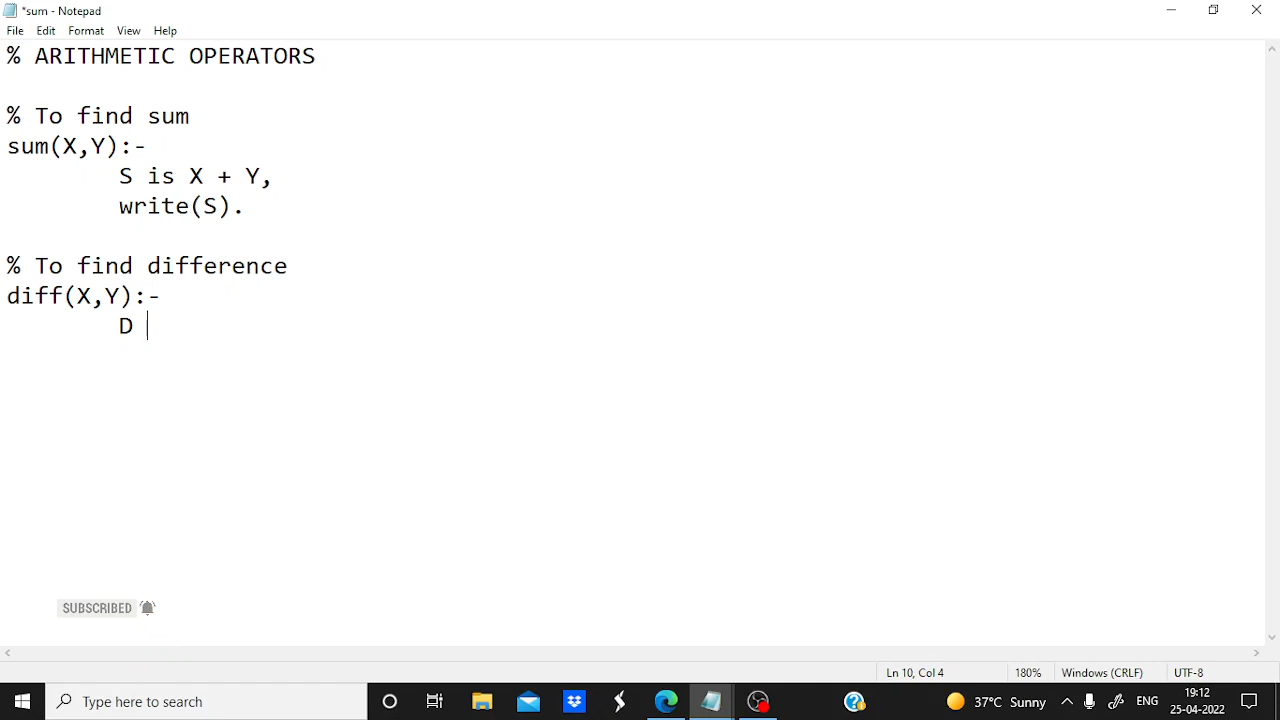 *sum - Notepad
File Edit Format View Help
% ARITHMETIC OPERATORS
% To find sum
sum(X,Y):-
S is X + Y,
write(S).
% To find difference
diff(X,Y):-
D
SUBSCRIBED
Ln 10, Col 4 180% Windows (CRLF) UTF-8
Type here to search 37°C Sunny ENG 19:12
25-04-2022